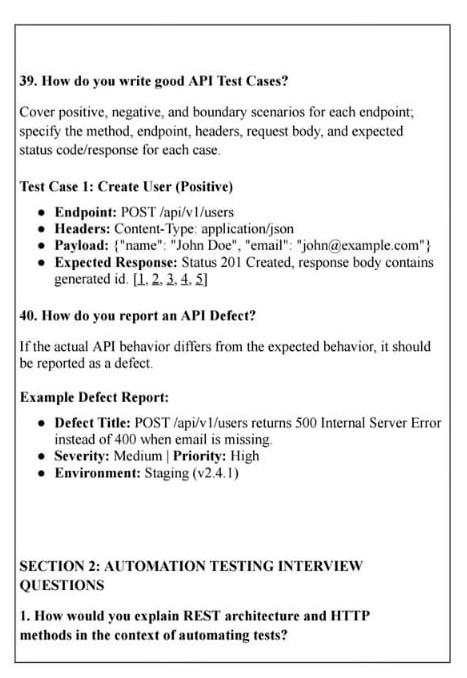 39. How do you write good API Test Cases?
Cover positive, negative, and boundary scenarios for each endpoint;
specify the method, endpoint, headers, request body, and expected
status code/response for each case.
Test Case 1: Create User (Positive)
• Endpoint: POST /api/v1/users
• Headers: Content-Type: application/json
• Payload: {"name": "John Doe", "email": "john@example.com"}
• Expected Response: Status 201 Created, response body contains
generated id. [1, 2, 3, 4, 5]
40. How do you report an API Defect?
If the actual API behavior differs from the expected behavior, it should
be reported as a defect.
Example Defect Report:
• Defect Title: POST /api/v1/users returns 500 Internal Server Error
instead of 400 when email is missing.
• Severity: Medium | Priority: High
• Environment: Staging (v2.4.1)
SECTION 2: AUTOMATION TESTING INTERVIEW
QUESTIONS
1. How would you explain REST architecture and HTTP
methods in the context of automating tests?